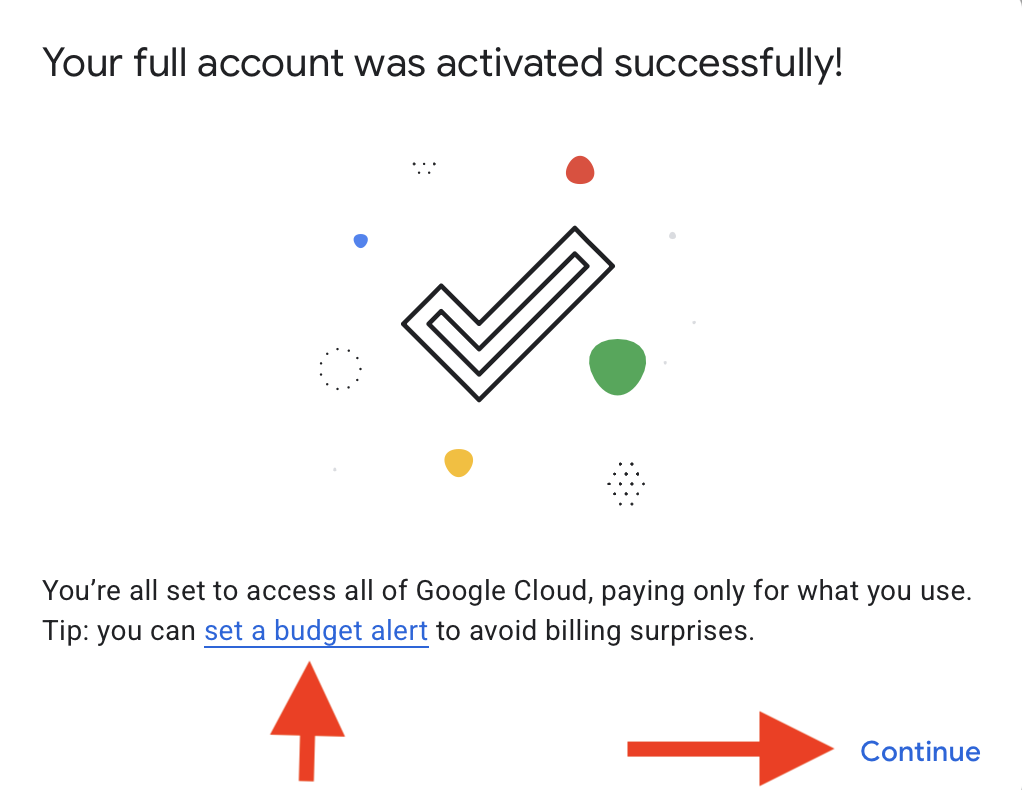 Your full account was activated successfully!
You’re all set to access all of Google Cloud, paying only for what you use.
Tip: you can set a budget alert to avoid billing surprises.
Continue